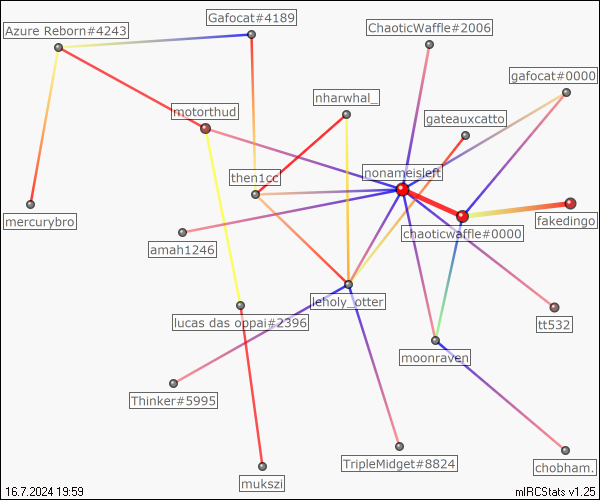 Gafocat#4189
Azure Reborn#4243
ChaoticWaffle#2006
gafocat#0000
nharwhal_
motorthud
gateauxcatto
nonameisleft
then1cc
mercurybro
chaoticwaffle#0000
fakedingo
amah1246
leholy_otter
lucas das oppai#2396
tt532
moonraven
Thinker#5995
TripleMidget#8824
chobham.
mukszi
16.7.2024 19:59
mIRCStats v1.25